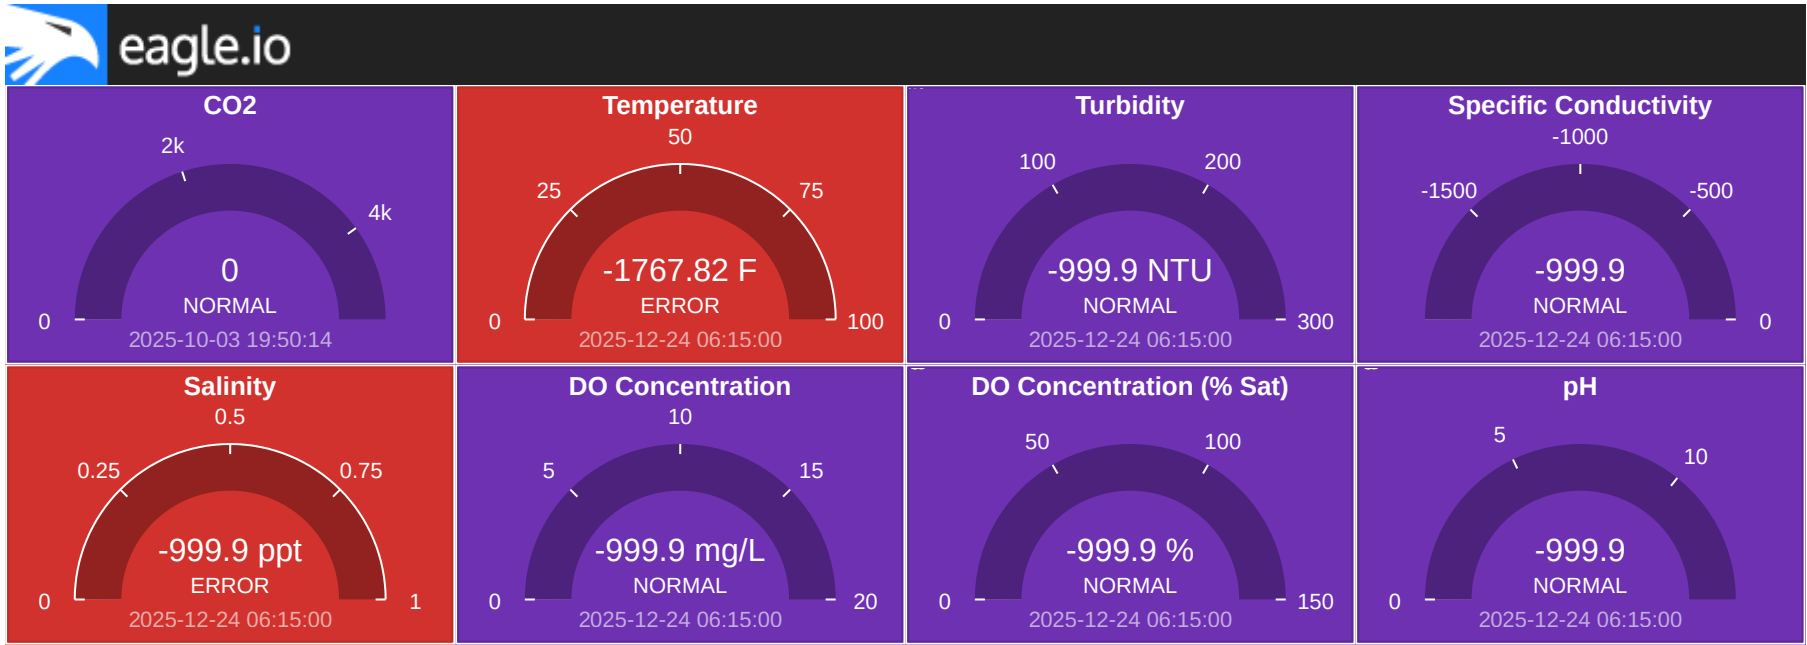 eagle.io
CO2
2k
4k
0
NORMAL
0
2025-10-03 19:50:14
Temperature
50
25
75
-1767.82 F
ERROR
0
100
2025-12-24 06:15:00
Turbidity
100
200
-999.9 NTU
NORMAL
0
300
2025-12-24 06:15:00
Specific Conductivity
-1000
-1500
-500
-999.9
NORMAL
0
2025-12-24 06:15:00
Salinity
0.5
0.25
0.75
-999.9 ppt
ERROR
0
1
2025-12-24 06:15:00
DO Concentration
10
5
15
-999.9 mg/L
NORMAL
0
20
2025-12-24 06:15:00
DO Concentration (% Sat)
50
100
-999.9 %
NORMAL
0
150
2025-12-24 06:15:00
pH
5
10
-999.9
NORMAL
0
2025-12-24 06:15:00